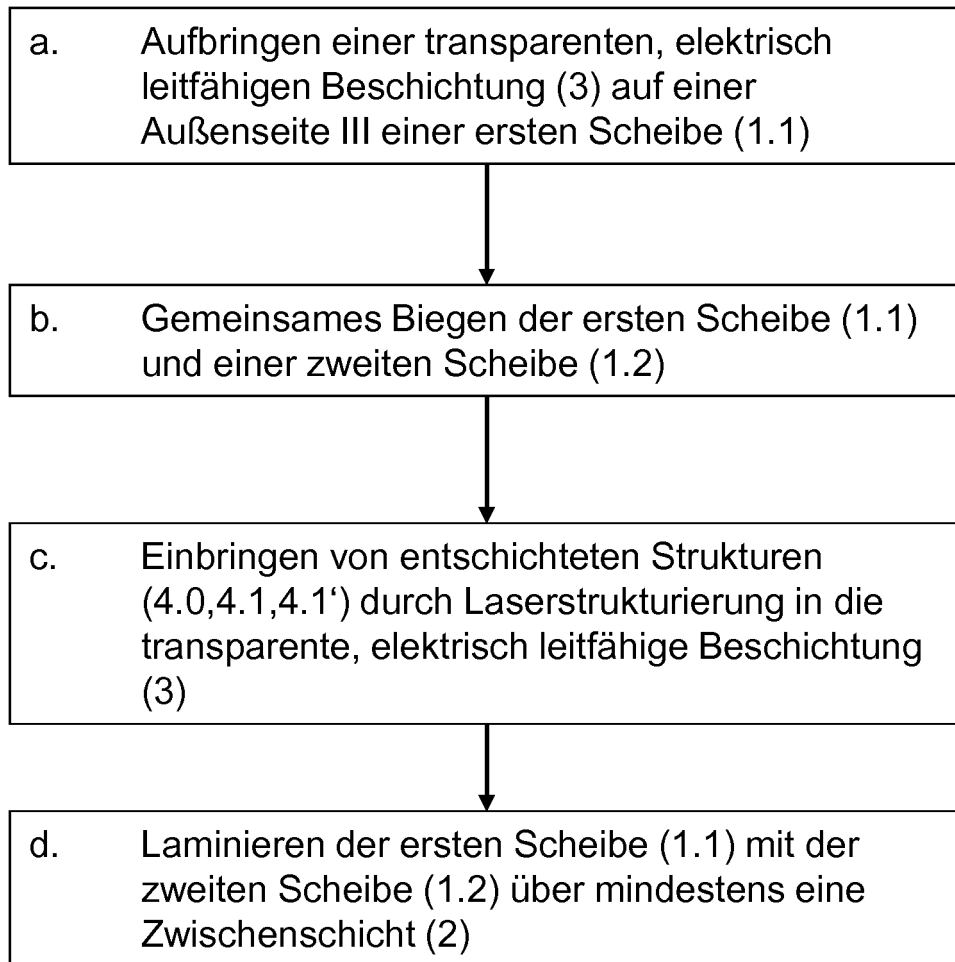 a. Aufbringen einer transparenten, elektrisch
leitfähigen Beschichtung (3) auf einer
Außenseite III einer ersten Scheibe (1.1)
b. Gemeinsames Biegen der ersten Scheibe (1.1)
und einer zweiten Scheibe (1.2)
c. Einbringen von entschichteten Strukturen
(4.0,4.1,4.1‘) durch Laserstrukturierung in die
transparente, elektrisch leitfähige Beschichtung
(3)
d. Laminieren der ersten Scheibe (1.1) mit der
zweiten Scheibe (1.2) über mindestens eine
Zwischenschicht (2)